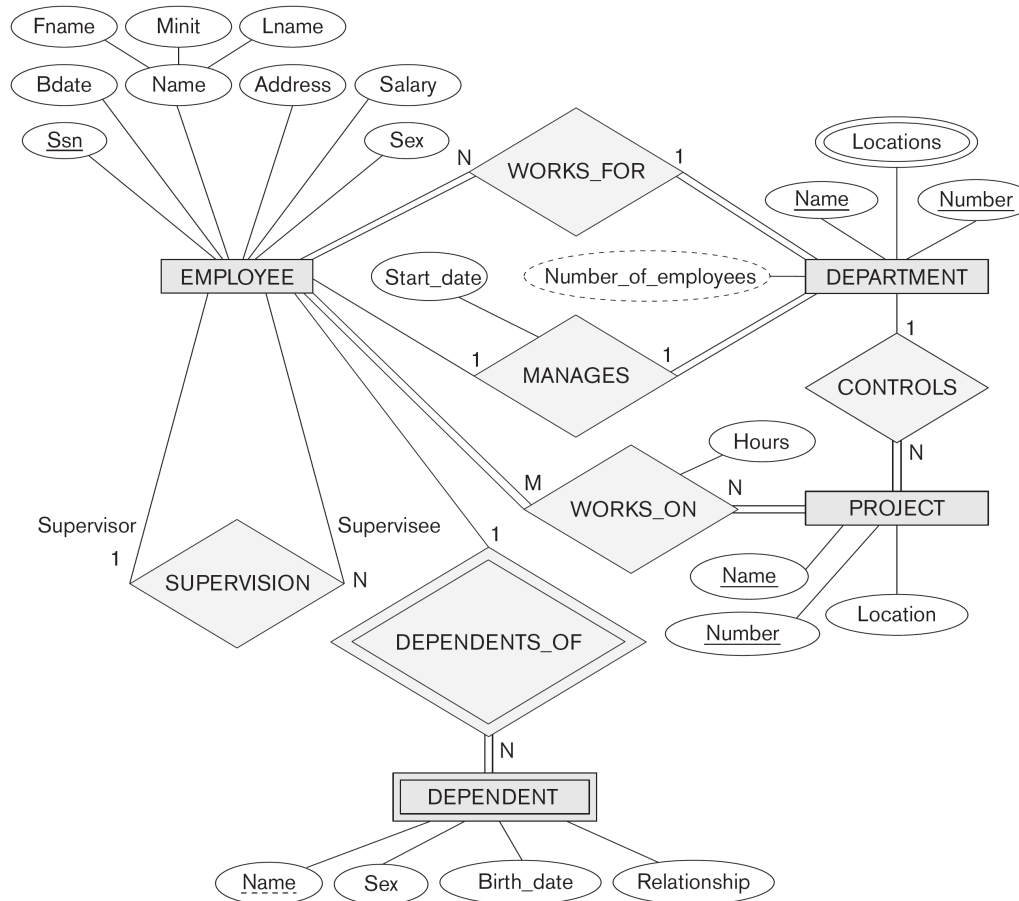 Fname
Minit
Lname
Bdate
Name
Address
Salary
Ssn
Sex
N
WORKS_FOR
1
Locations
Name
Number
EMPLOYEE
Start_date
Number_of_employees
DEPARTMENT
1
MANAGES
1
1
CONTROLS
N
Hours
M
WORKS_ON
N
PROJECT
Supervisor
1
SUPERVISION
Supervisee
N
1
Name
Number
Location
DEPENDENTS_OF
N
DEPENDENT
Name
Sex
Birth_date
Relationship